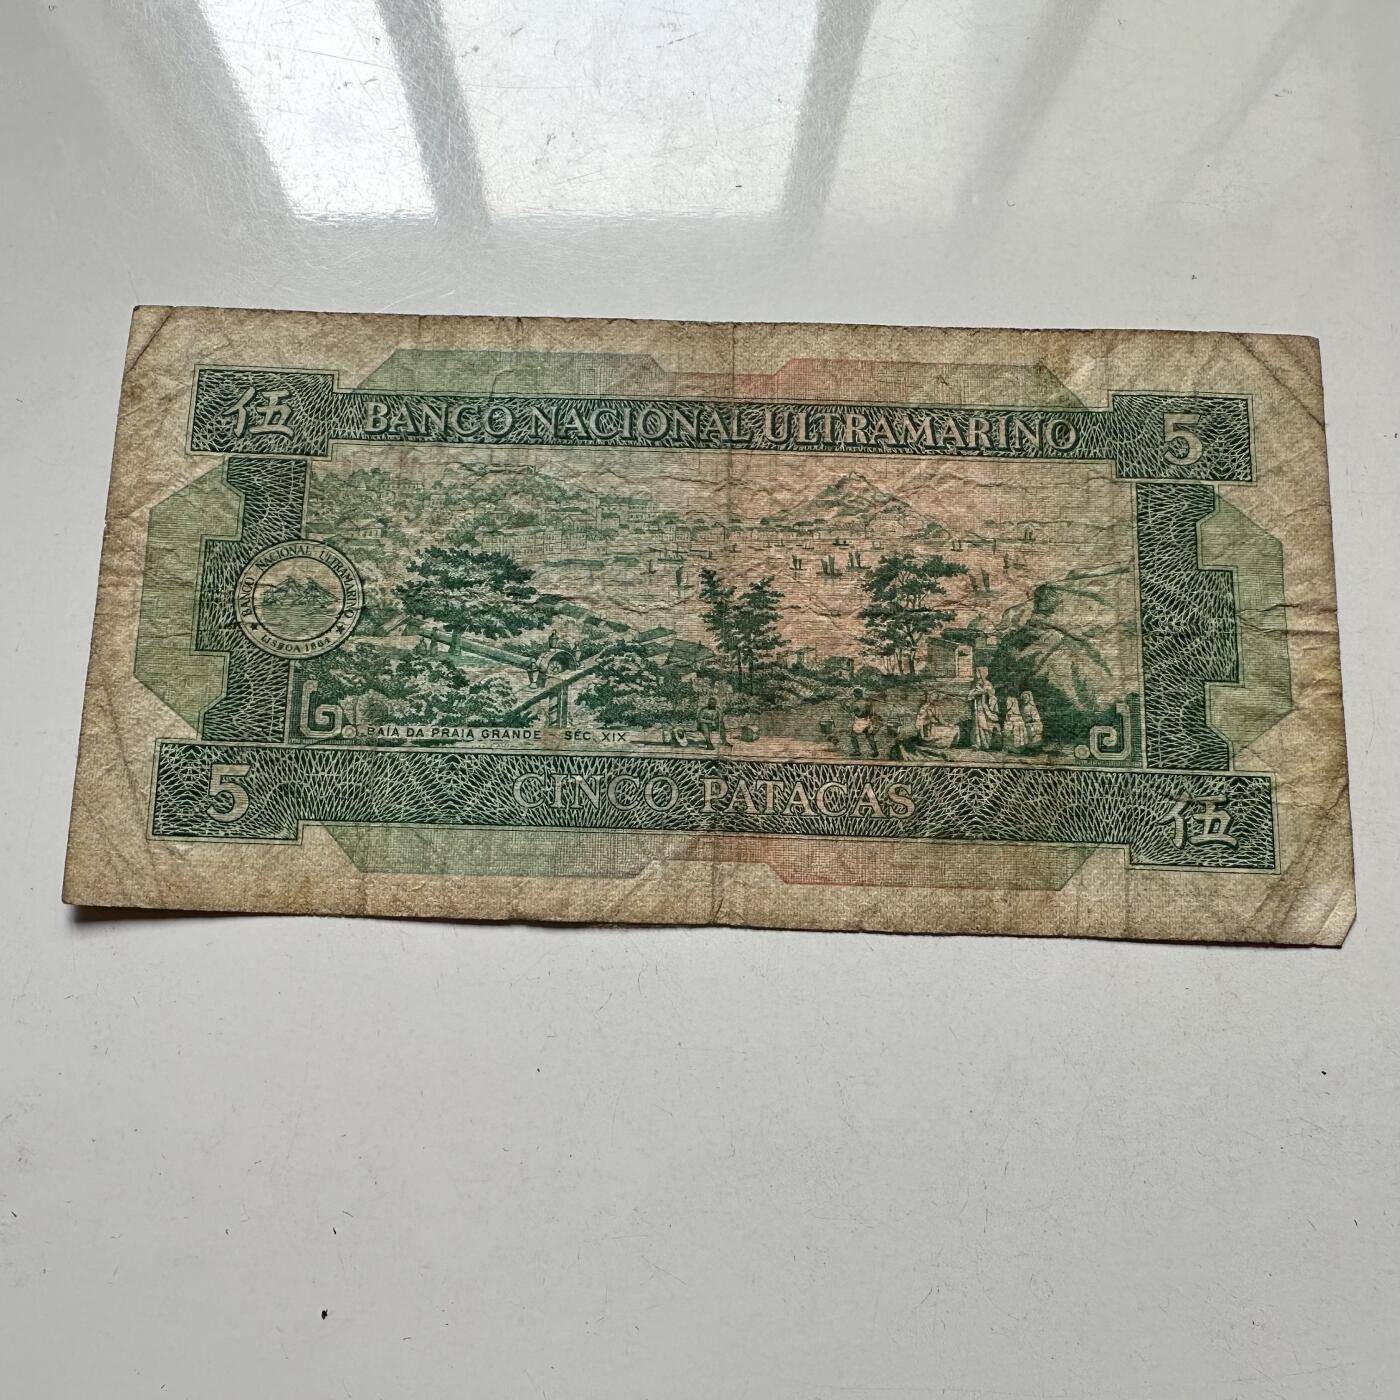 伍 BANCO NACIONAL ULTRAMARINO 5
BANCO NACIONAL ULTRAMARINO
LISBOA 1864
BAIA DA PRAIA GRANDE - SÉC. XIX
5 CINCO PATACAS 伍